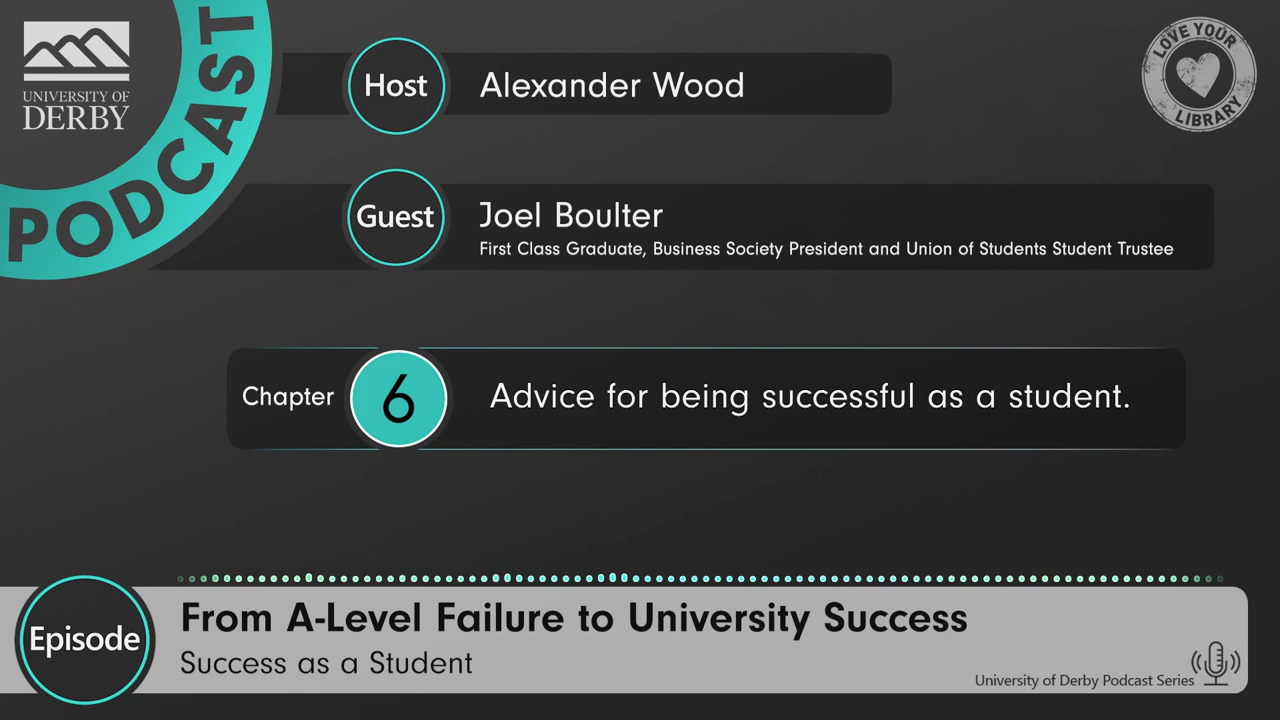 UNIVERSITY OF
DERBY
PODCAST
Host
Alexander Wood
LOVE YOUR
LIBRARY
Guest
Joel Boulter
First Class Graduate, Business Society President and Union of Students Student Trustee
Chapter
6
Advice for being successful as a student.
Episode
From A-Level Failure to University Success
Success as a Student
University of Derby Podcast Series